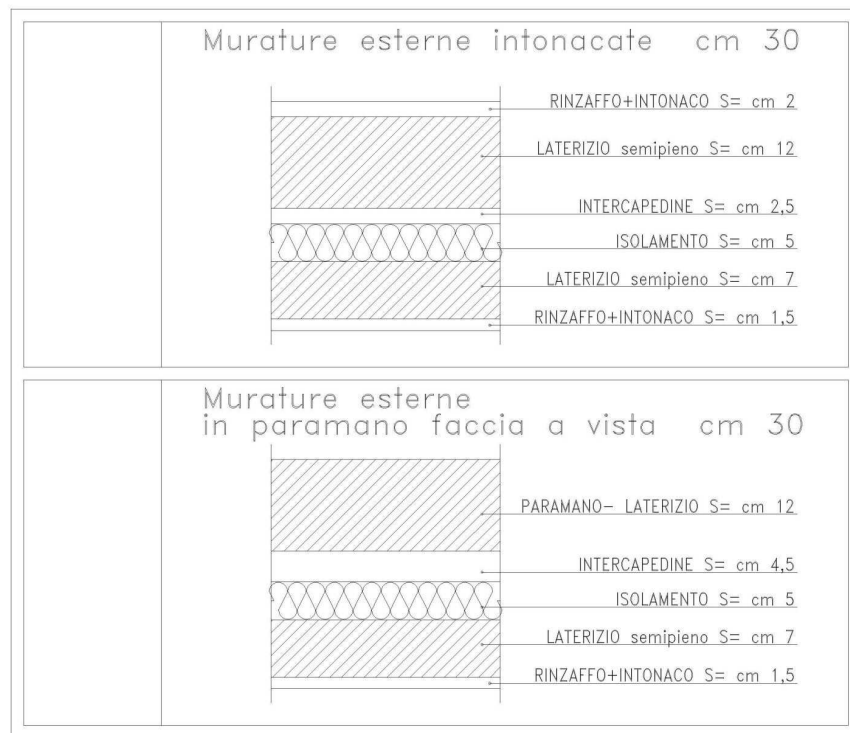 Murature esterne intonacate cm 30
RINZAFFO+INTONACO S= cm 2
LATERIZIO semipieno S= cm 12
INTERCAPEDINE S= cm 2,5
ISOLAMENTO S= cm 5
LATERIZIO semipieno S= cm 7
RINZAFFO+INTONACO S= cm 1,5
Murature esterne
in paramano faccia a vista cm 30
PARAMANO- LATERIZIO S= cm 12
INTERCAPEDINE S= cm 4,5
ISOLAMENTO S= cm 5
LATERIZIO semipieno S= cm 7
RINZAFFO+INTONACO S= cm 1,5